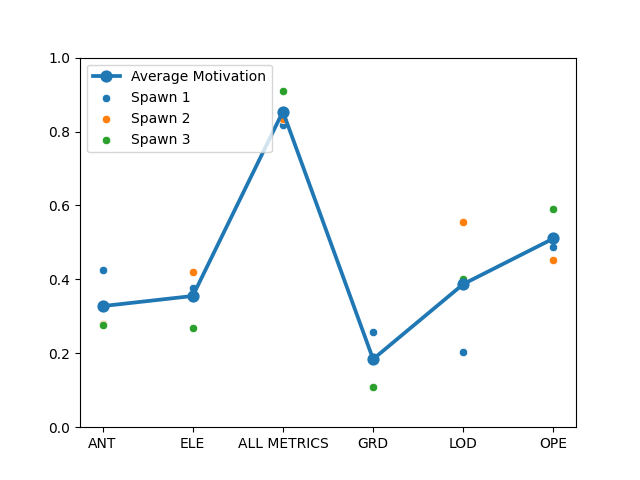 1.0
0.8
0.6
0.4
0.2
0.0
Average Motivation
Spawn 1
Spawn 2
Spawn 3
ANT ELE ALL METRICS GRD LOD OPE